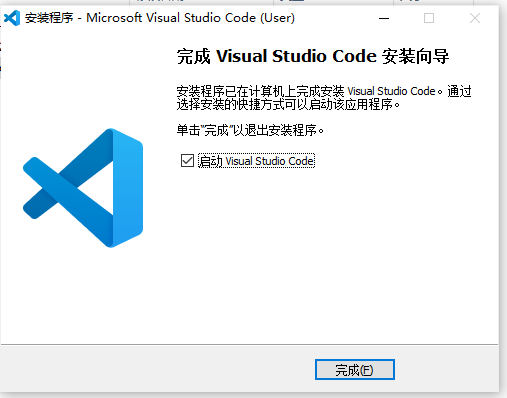 安装程序 - Microsoft Visual Studio Code (User)
完成 Visual Studio Code 安装向导
安装程序已在计算机上完成安装 Visual Studio Code。通过
选择安装的快捷方式可以启动该应用程序。
单击“完成”以退出安装程序。
启动 Visual Studio Code
完成(F)